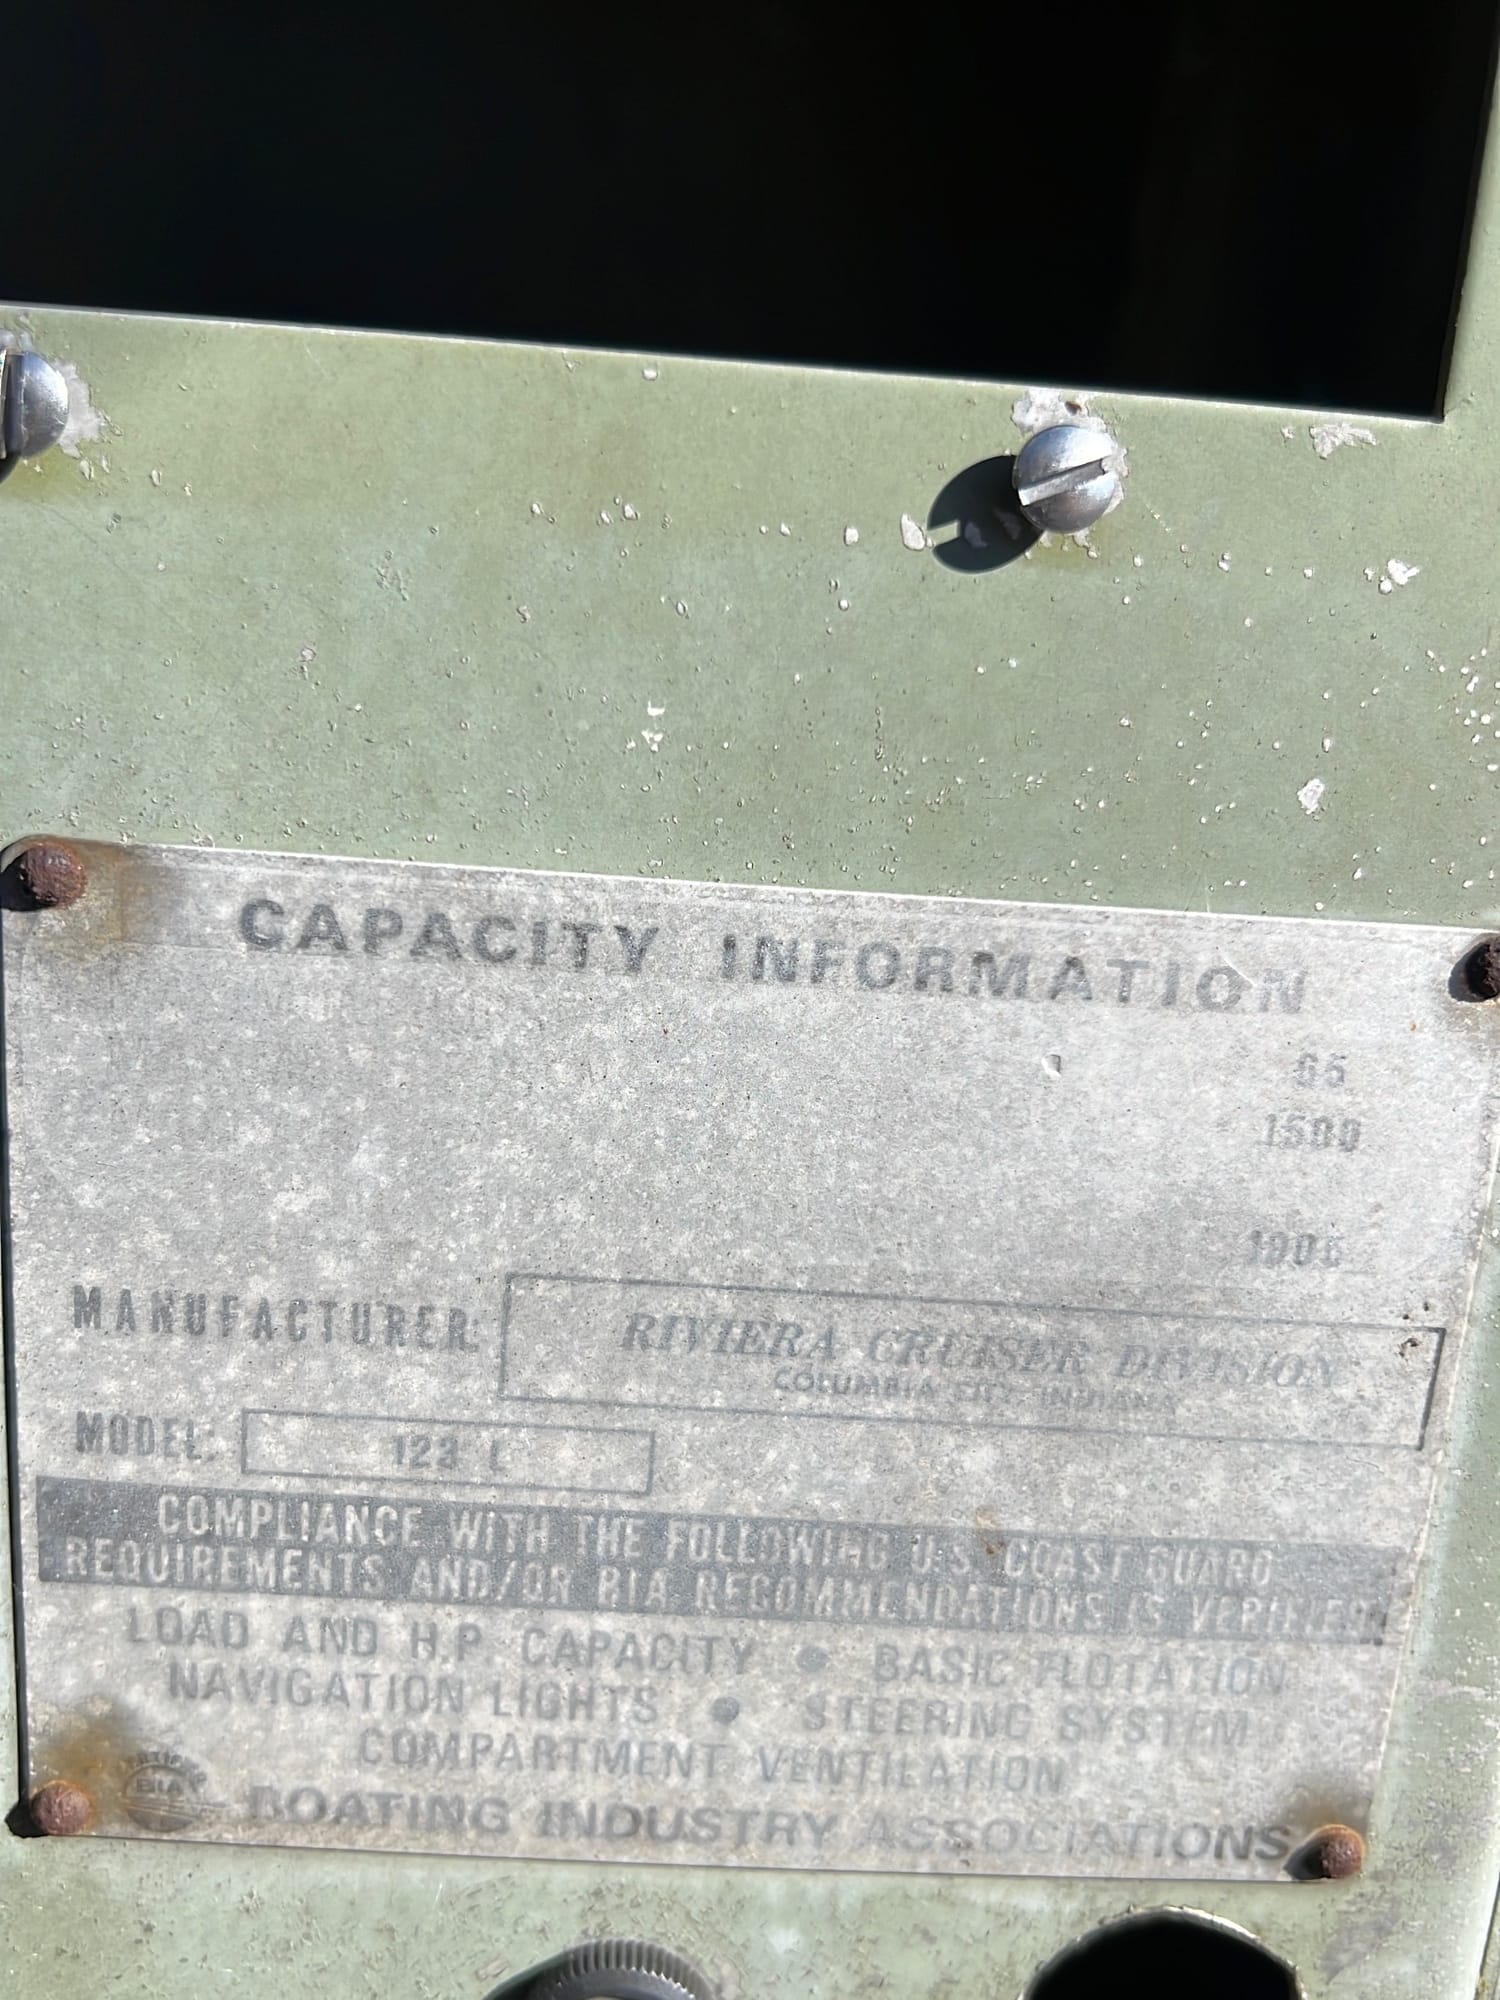 CAPACITY INFORMATION
65
1500
MANUFACTURER: RIVIERA CRUISER DIVISION
COLUMBIA CITY, INDIANA
MODEL: 123 L
COMPLIANCE WITH THE FOLLOWING U.S. COAST GUARD
REQUIREMENTS AND/OR BIA RECOMMENDATIONS IS VERIFIED
LOAD AND H.P. CAPACITY • BASIC FLOTATION
NAVIGATION LIGHTS • STEERING SYSTEM
COMPARTMENT VENTILATION
BIA
BOATING INDUSTRY ASSOCIATIONS